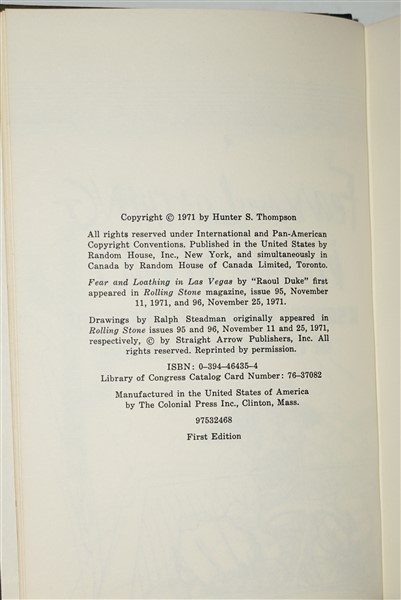 Copyright © 1971 by Hunter S. Thompson
All rights reserved under International and Pan-American
Copyright Conventions. Published in the United States by
Random House, Inc., New York, and simultaneously in
Canada by Random House of Canada Limited, Toronto.
Fear and Loathing in Las Vegas by "Raoul Duke" first
appeared in Rolling Stone magazine, issue 95, November
11, 1971, and 96, November 25, 1971.
Drawings by Ralph Steadman originally appeared in
Rolling Stone issues 95 and 96, November 11 and 25, 1971,
respectively, © by Straight Arrow Publishers, Inc. All
rights reserved. Reprinted by permission.
ISBN: 0–394–46435–4
Library of Congress Catalog Card Number: 76–37082
Manufactured in the United States of America
by The Colonial Press Inc., Clinton, Mass.
97532468
First Edition